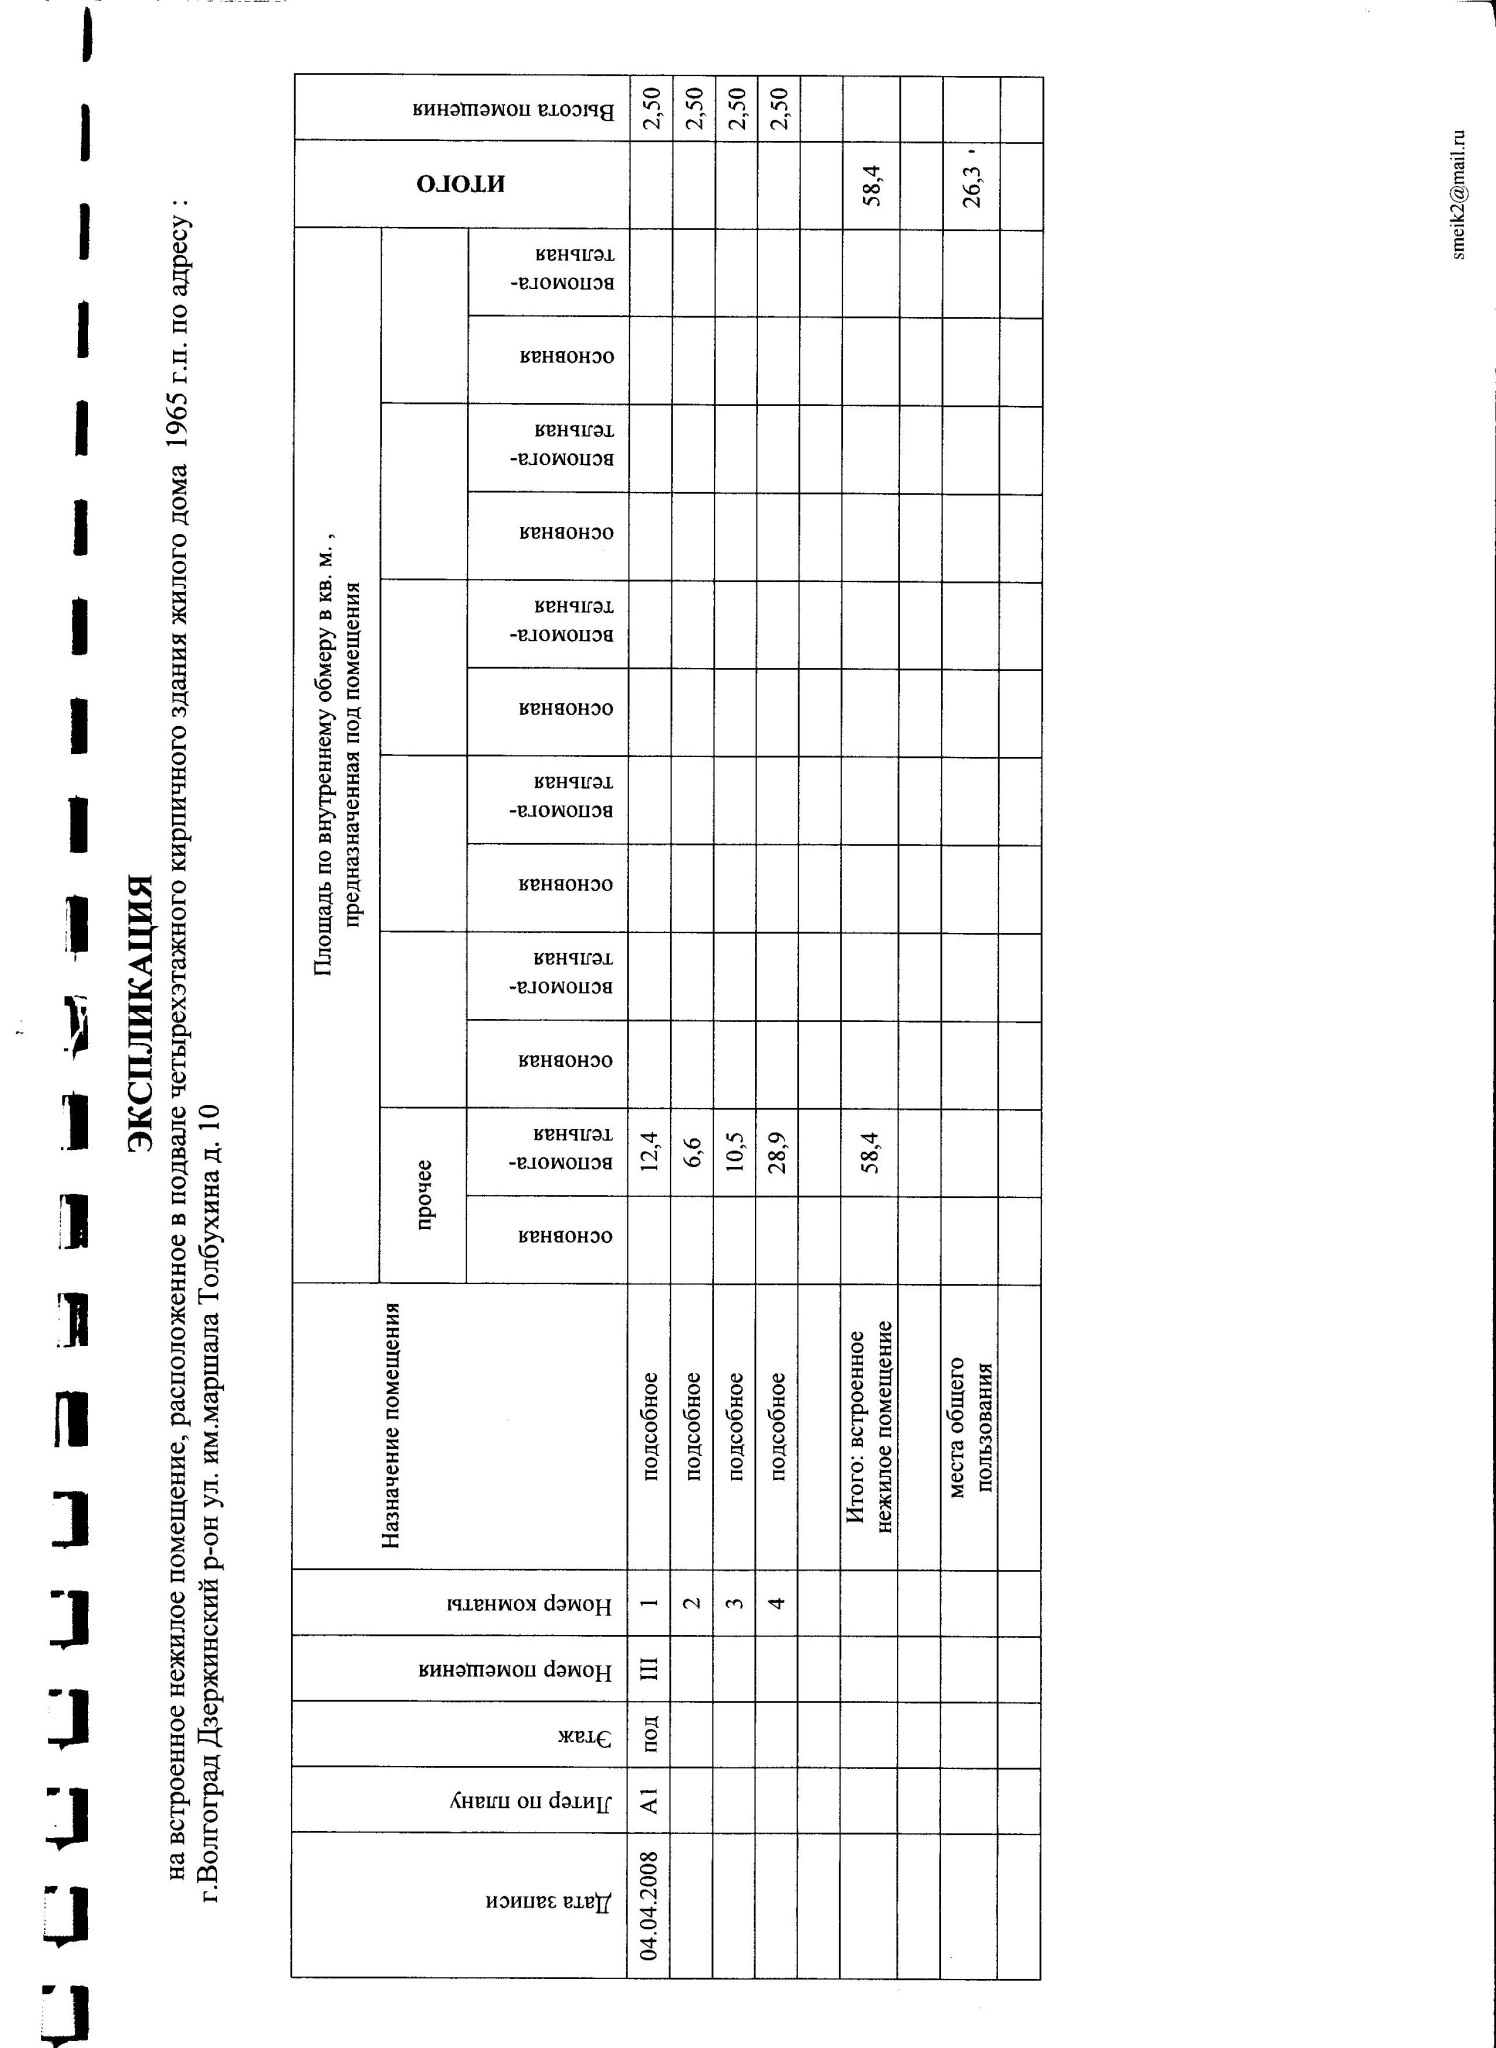 ЭКСПЛИКАЦИЯ
на встроенное нежилое помещение, расположенное в подвале четырехэтажного кирпичного здания жилого дома 1965 г.п. по адресу :
г.Волгоград Дзержинский р-он ул. им.маршала Толбухина д. 10
Дата записи
Литер по плану
Этаж
Номер помещения
Номер комнаты
Назначение помещения
Площадь по внутреннему обмеру в кв. м. ,
предназначенная под помещения
ИТОГО
Высота помещения
прочее
основная
вспомога-
тельная
основная
вспомога-
тельная
основная
вспомога-
тельная
основная
вспомога-
тельная
основная
вспомога-
тельная
основная
вспомога-
тельная
04.04.2008 А1 под III 1 подсобное 12,4 2,50
2 подсобное 6,6 2,50
3 подсобное 10,5 2,50
4 подсобное 28,9 2,50
Итого: встроенное
нежилое помещение 58,4 58,4
места общего
пользования 26,3
smeik2@mail.ru